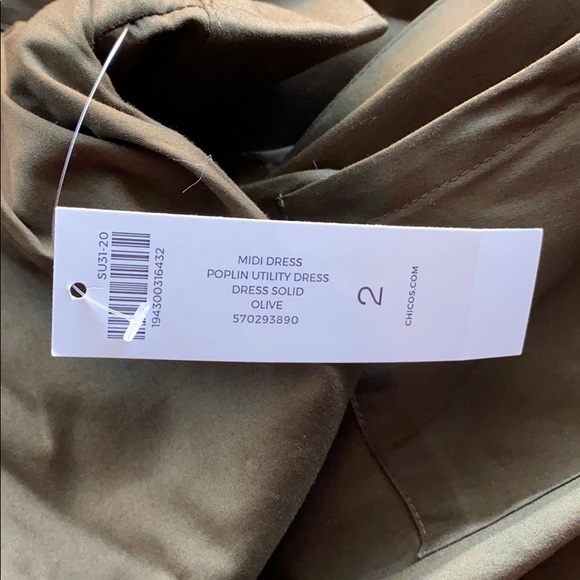 SU31-20
194300316432
MIDI DRESS
POPLIN UTILITY DRESS
DRESS SOLID
OLIVE
570293890
2
CHICOS.COM